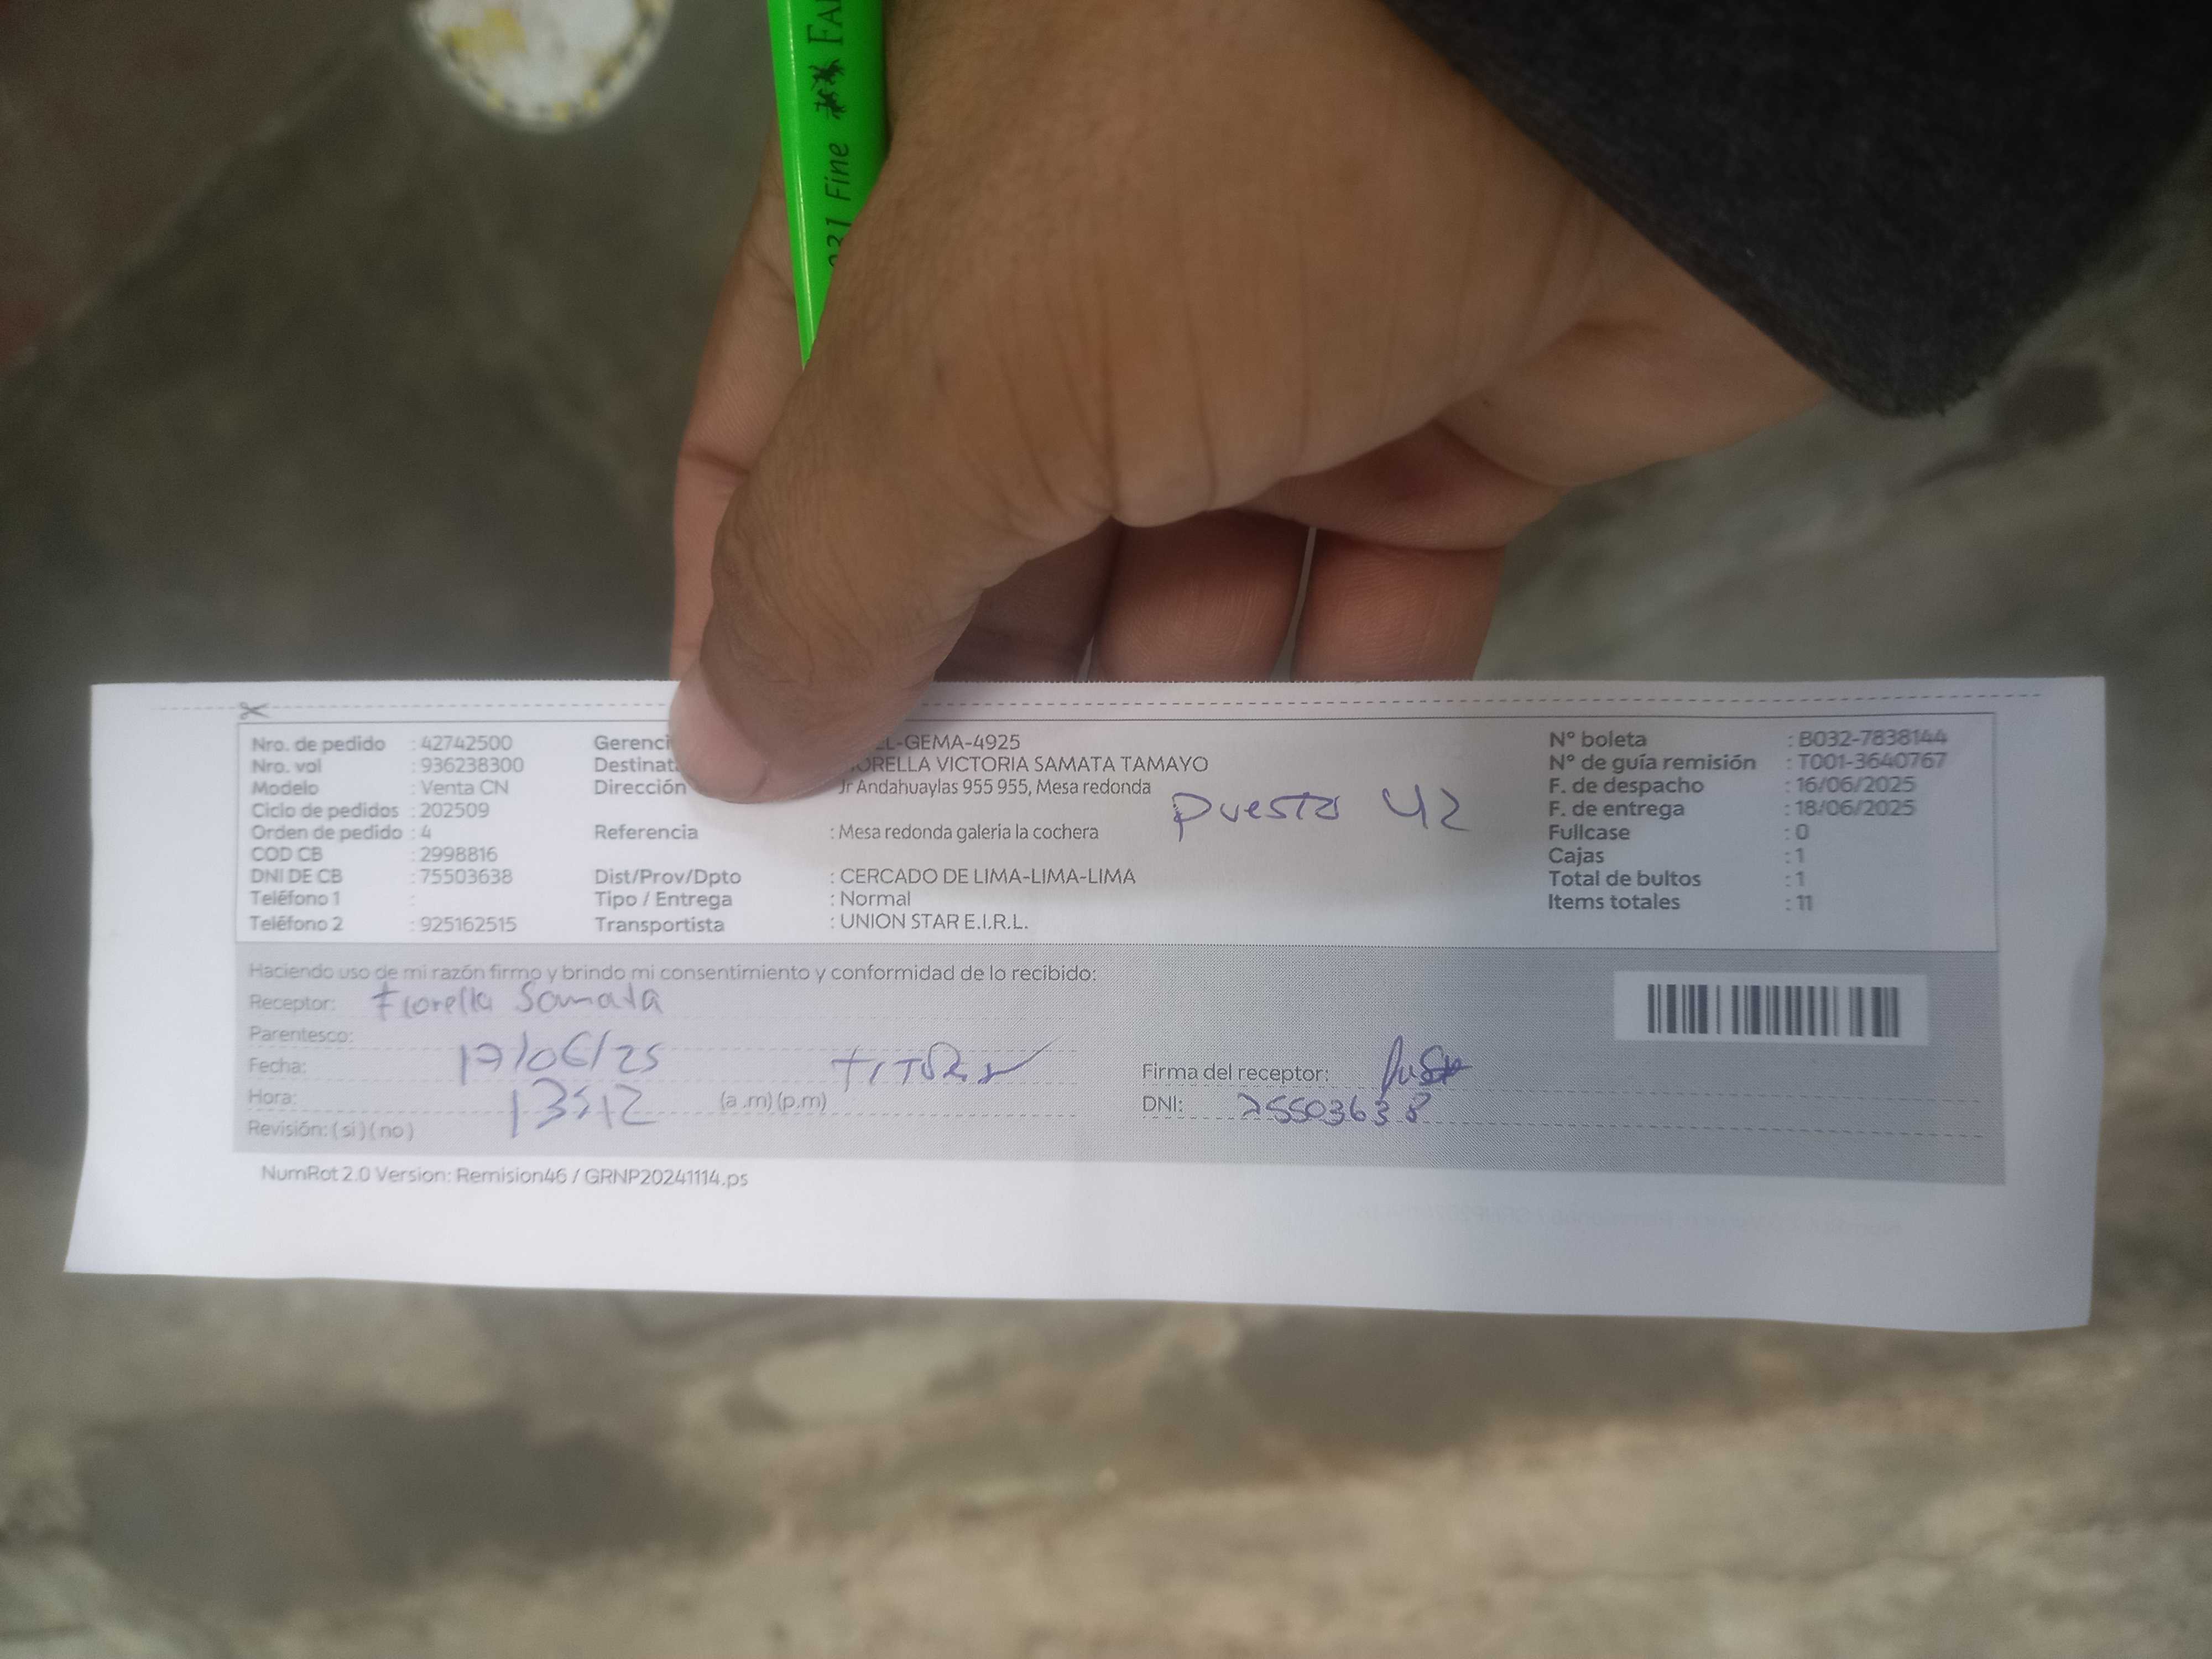 031 Fine FA
Nro. de pedido : 42742500
Nro. vol : 936238300
Modelo : Venta CN
Ciclo de pedidos : 202509
Orden de pedido : 4
COD CB : 2998816
DNI DE CB : 75503638
Teléfono 1 :
Teléfono 2 : 925162515
Gerenci L-GEMA-4925
Destinat ORELLA VICTORIA SAMATA TAMAYO
Dirección Jr Andahuaylas 955 955, Mesa redonda
puesto 42
Referencia : Mesa redonda galeria la cochera
Dist/Prov/Dpto : CERCADO DE LIMA-LIMA-LIMA
Tipo / Entrega : Normal
Transportista : UNION STAR E.I.R.L.
N° boleta : B032-7838144
N° de guía remisión : T001-3640767
F. de despacho : 16/06/2025
F. de entrega : 18/06/2025
Fullcase : 0
Cajas : 1
Total de bultos : 1
Items totales : 11
Haciendo uso de mi razón firmo y brindo mi consentimiento y conformidad de lo recibido:
Receptor: Fiorella Samata
Parentesco:
Fecha: 17/06/25
Hora: 13:12 (a .m) (p.m)
Revisión: ( si ) ( no )
Firma del receptor:
DNI: 75503638
NumRot 2.0 Version: Remision46 / GRNP20241114.ps